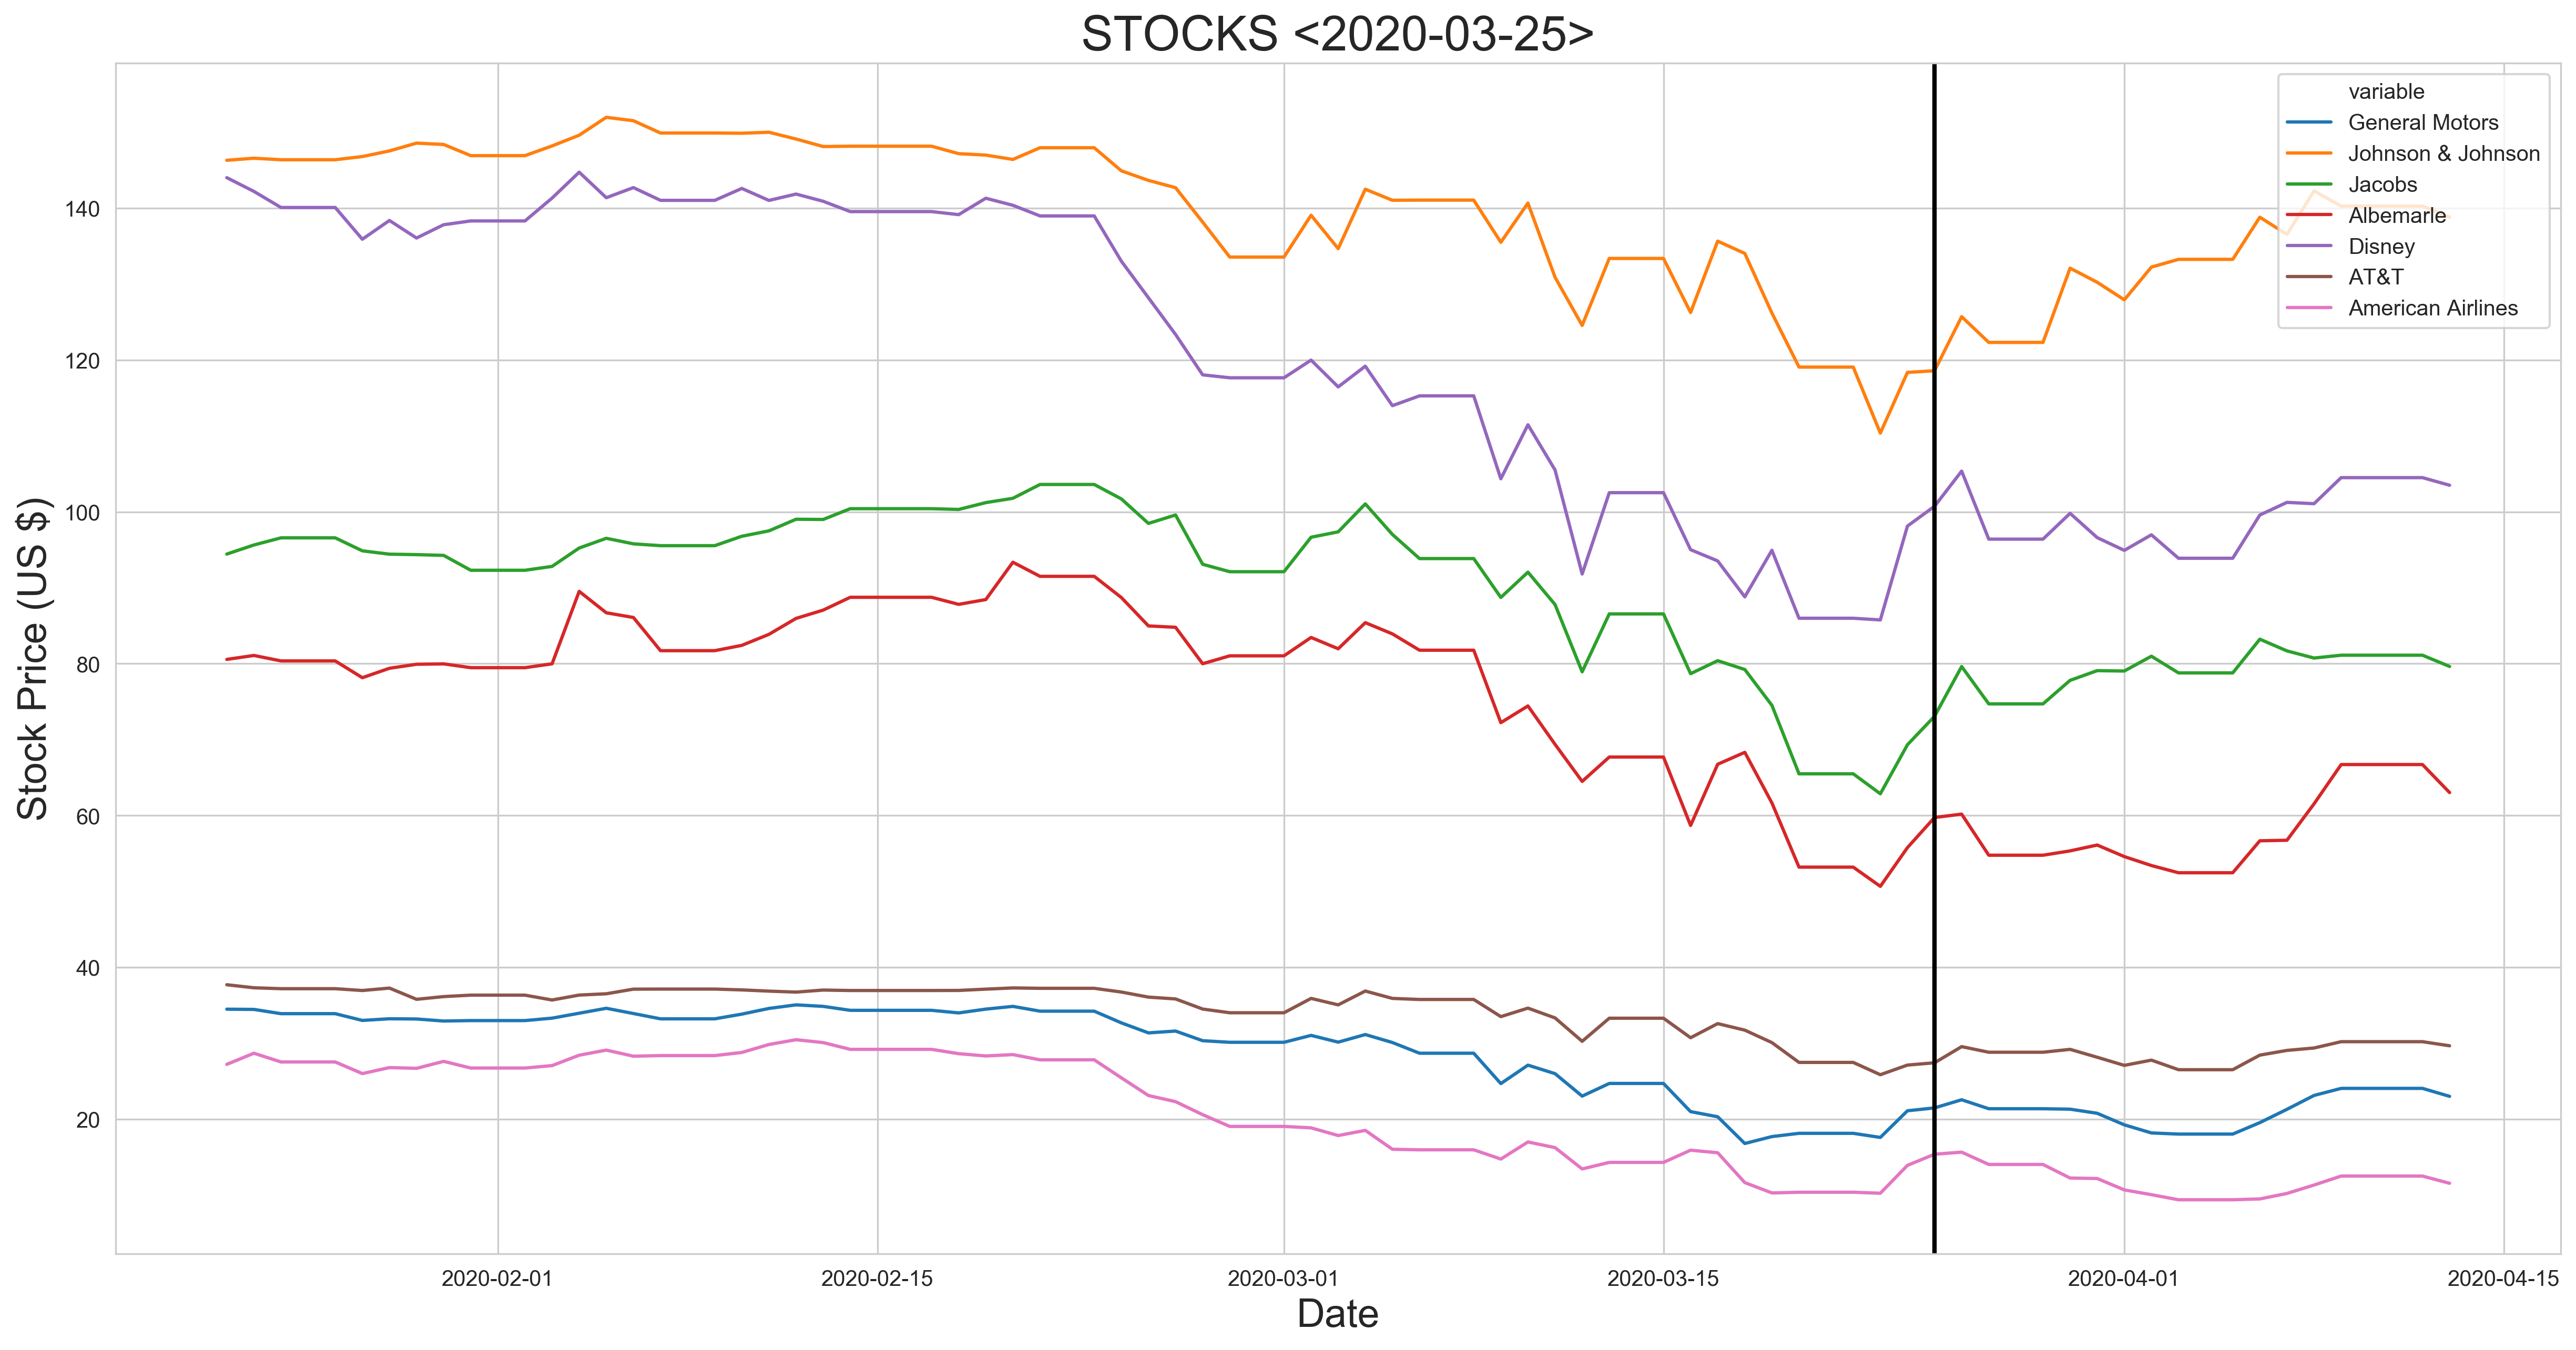 STOCKS <2020-03-25>
variable
General Motors
Johnson & Johnson
Jacobs
Albemarle
Disney
AT&T
American Airlines
Stock Price (US $)
140
120
100
80
60
40
20
2020-02-01
2020-02-15
2020-03-01
2020-03-15
2020-04-01
2020-04-15
Date